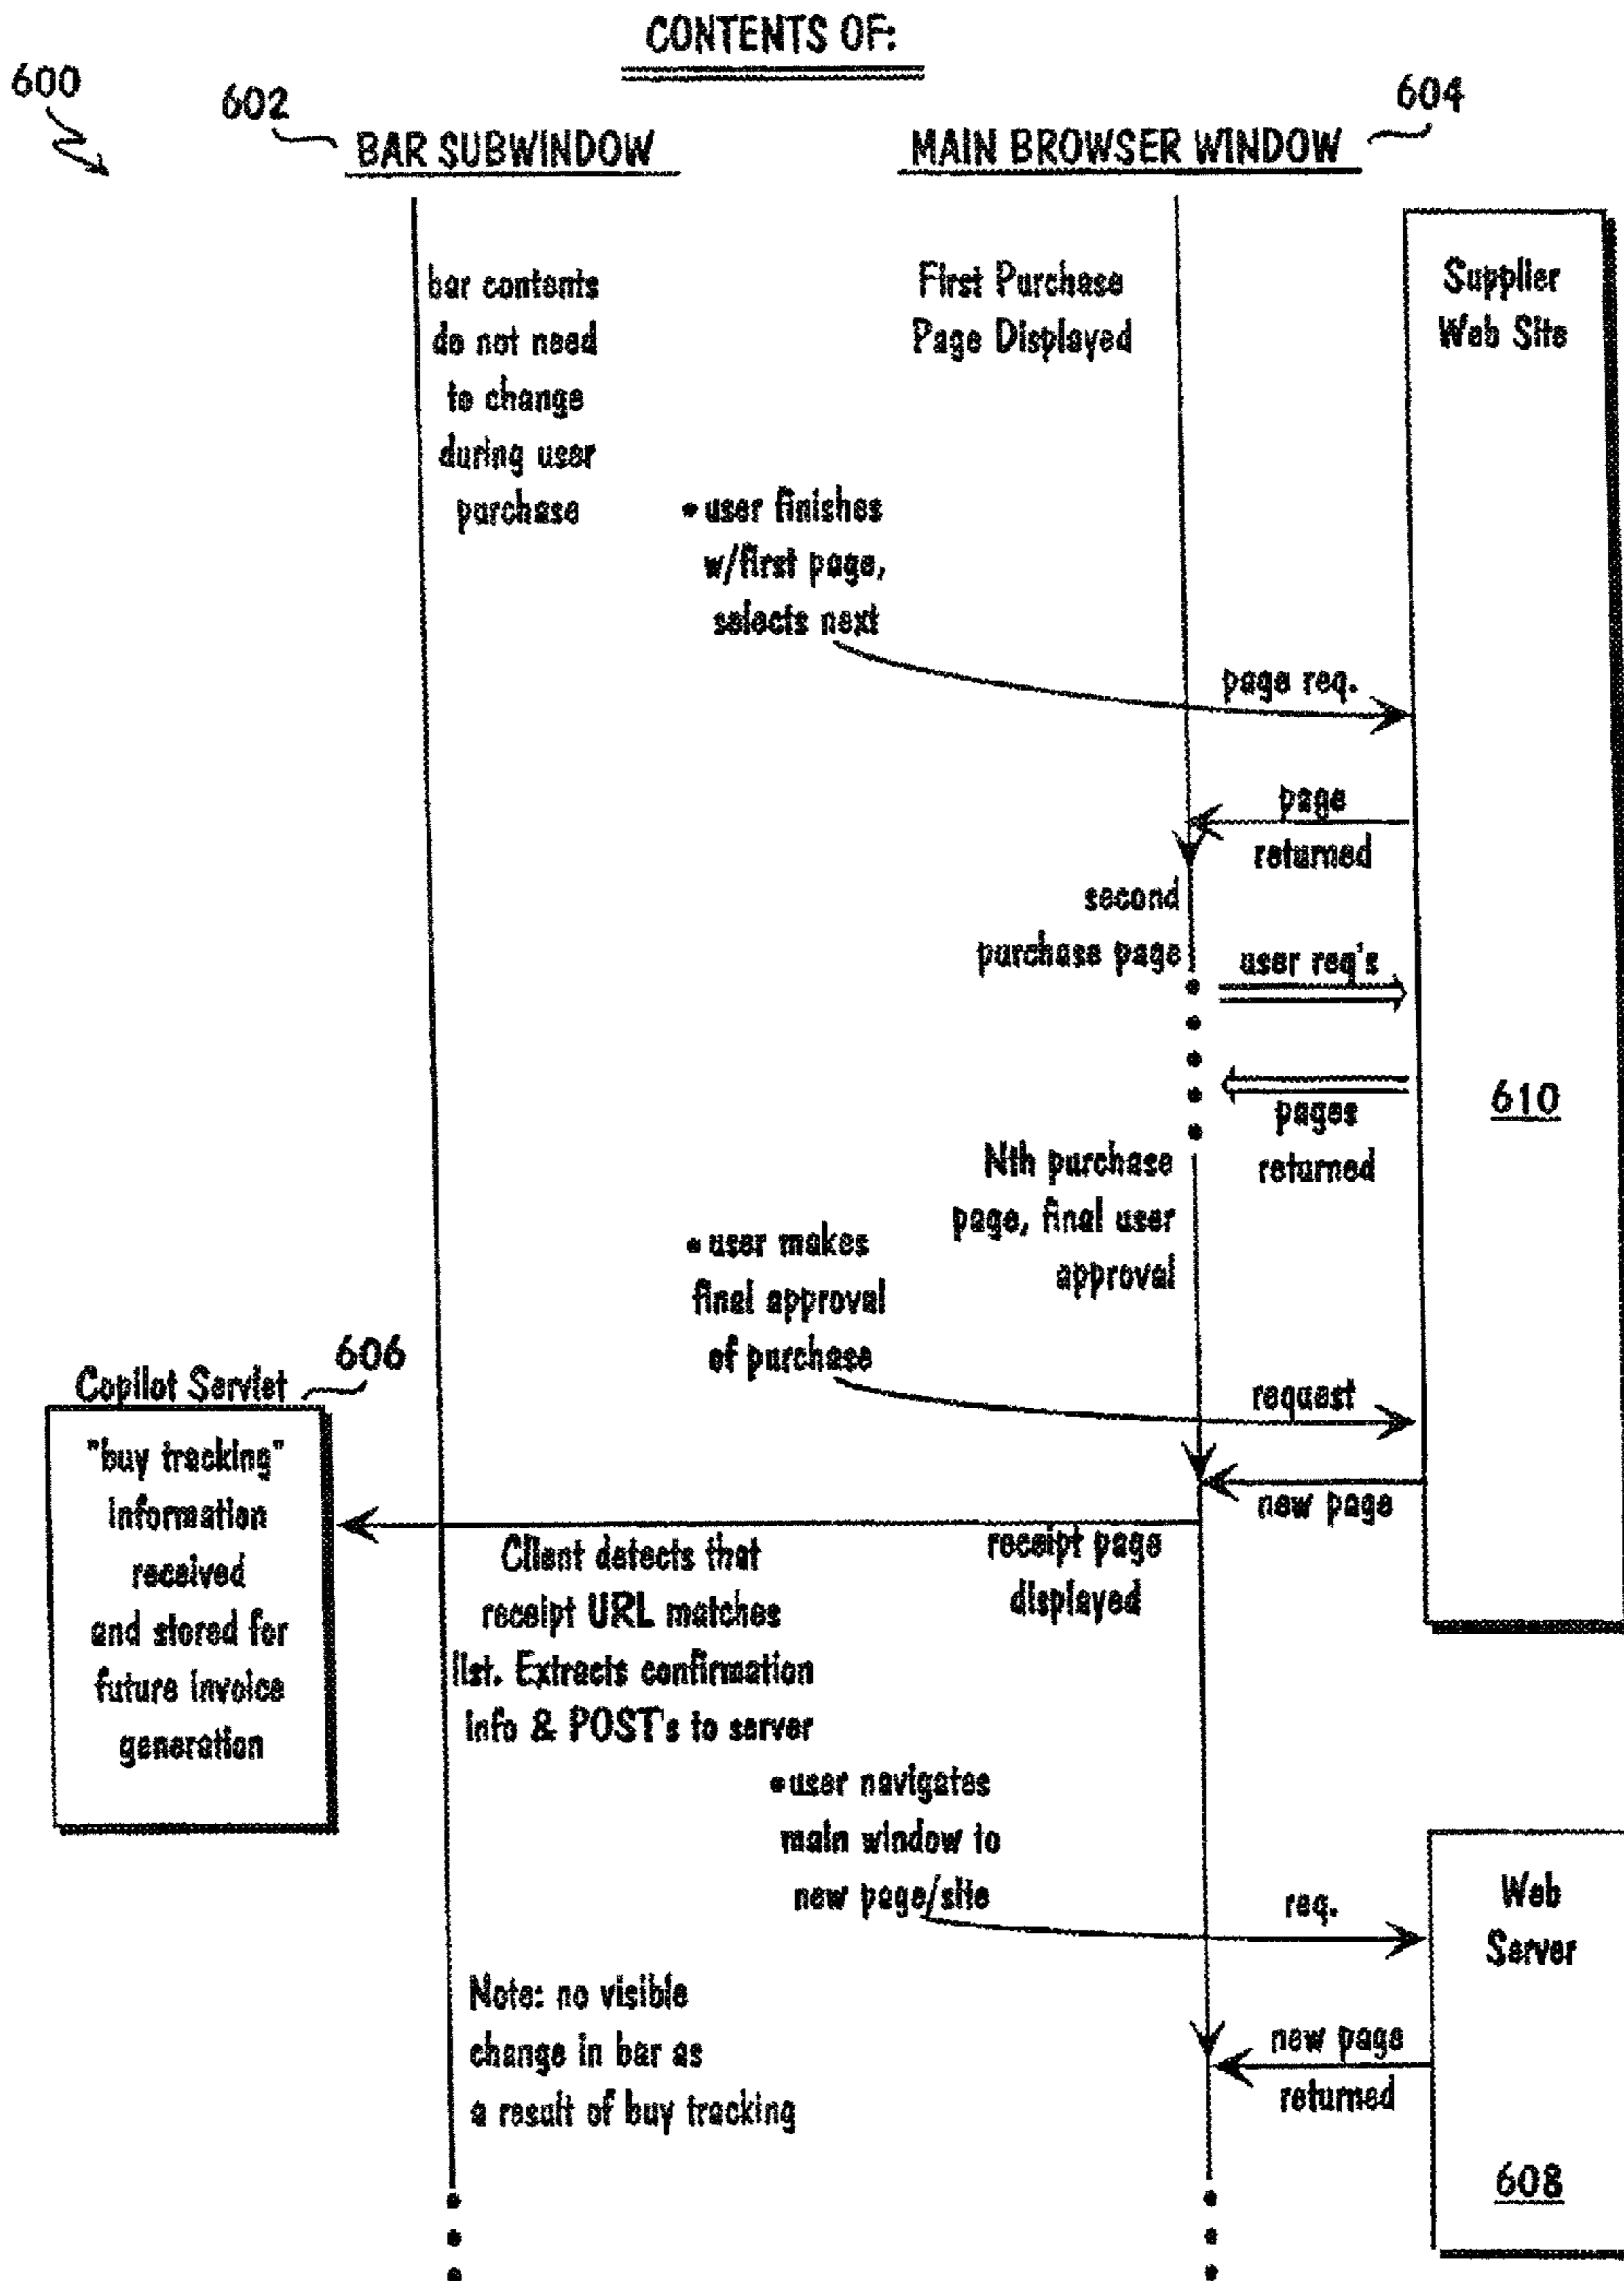 CONTENTS OF:
600
602
BAR SUBWINDOW
MAIN BROWSER WINDOW
604
bar contents
do not need
to change
during user
purchase
First Purchase
Page Displayed
Supplier
Web Site
• user finishes
w/first page,
selects next
page req.
page
returned
second
purchase page
user req's
pages
returned
610
Nth purchase
page, final user
approval
• user makes
final approval
of purchase
request
new page
Copilot Servlet
606
"buy tracking"
information
received
and stored for
future invoice
generation
Client detects that
receipt URL matches
list. Extracts confirmation
info & POST's to server
receipt page
displayed
• user navigates
main window to
new page/site
req.
Web
Server
Note: no visible
change in bar as
a result of buy tracking
new page
returned
608